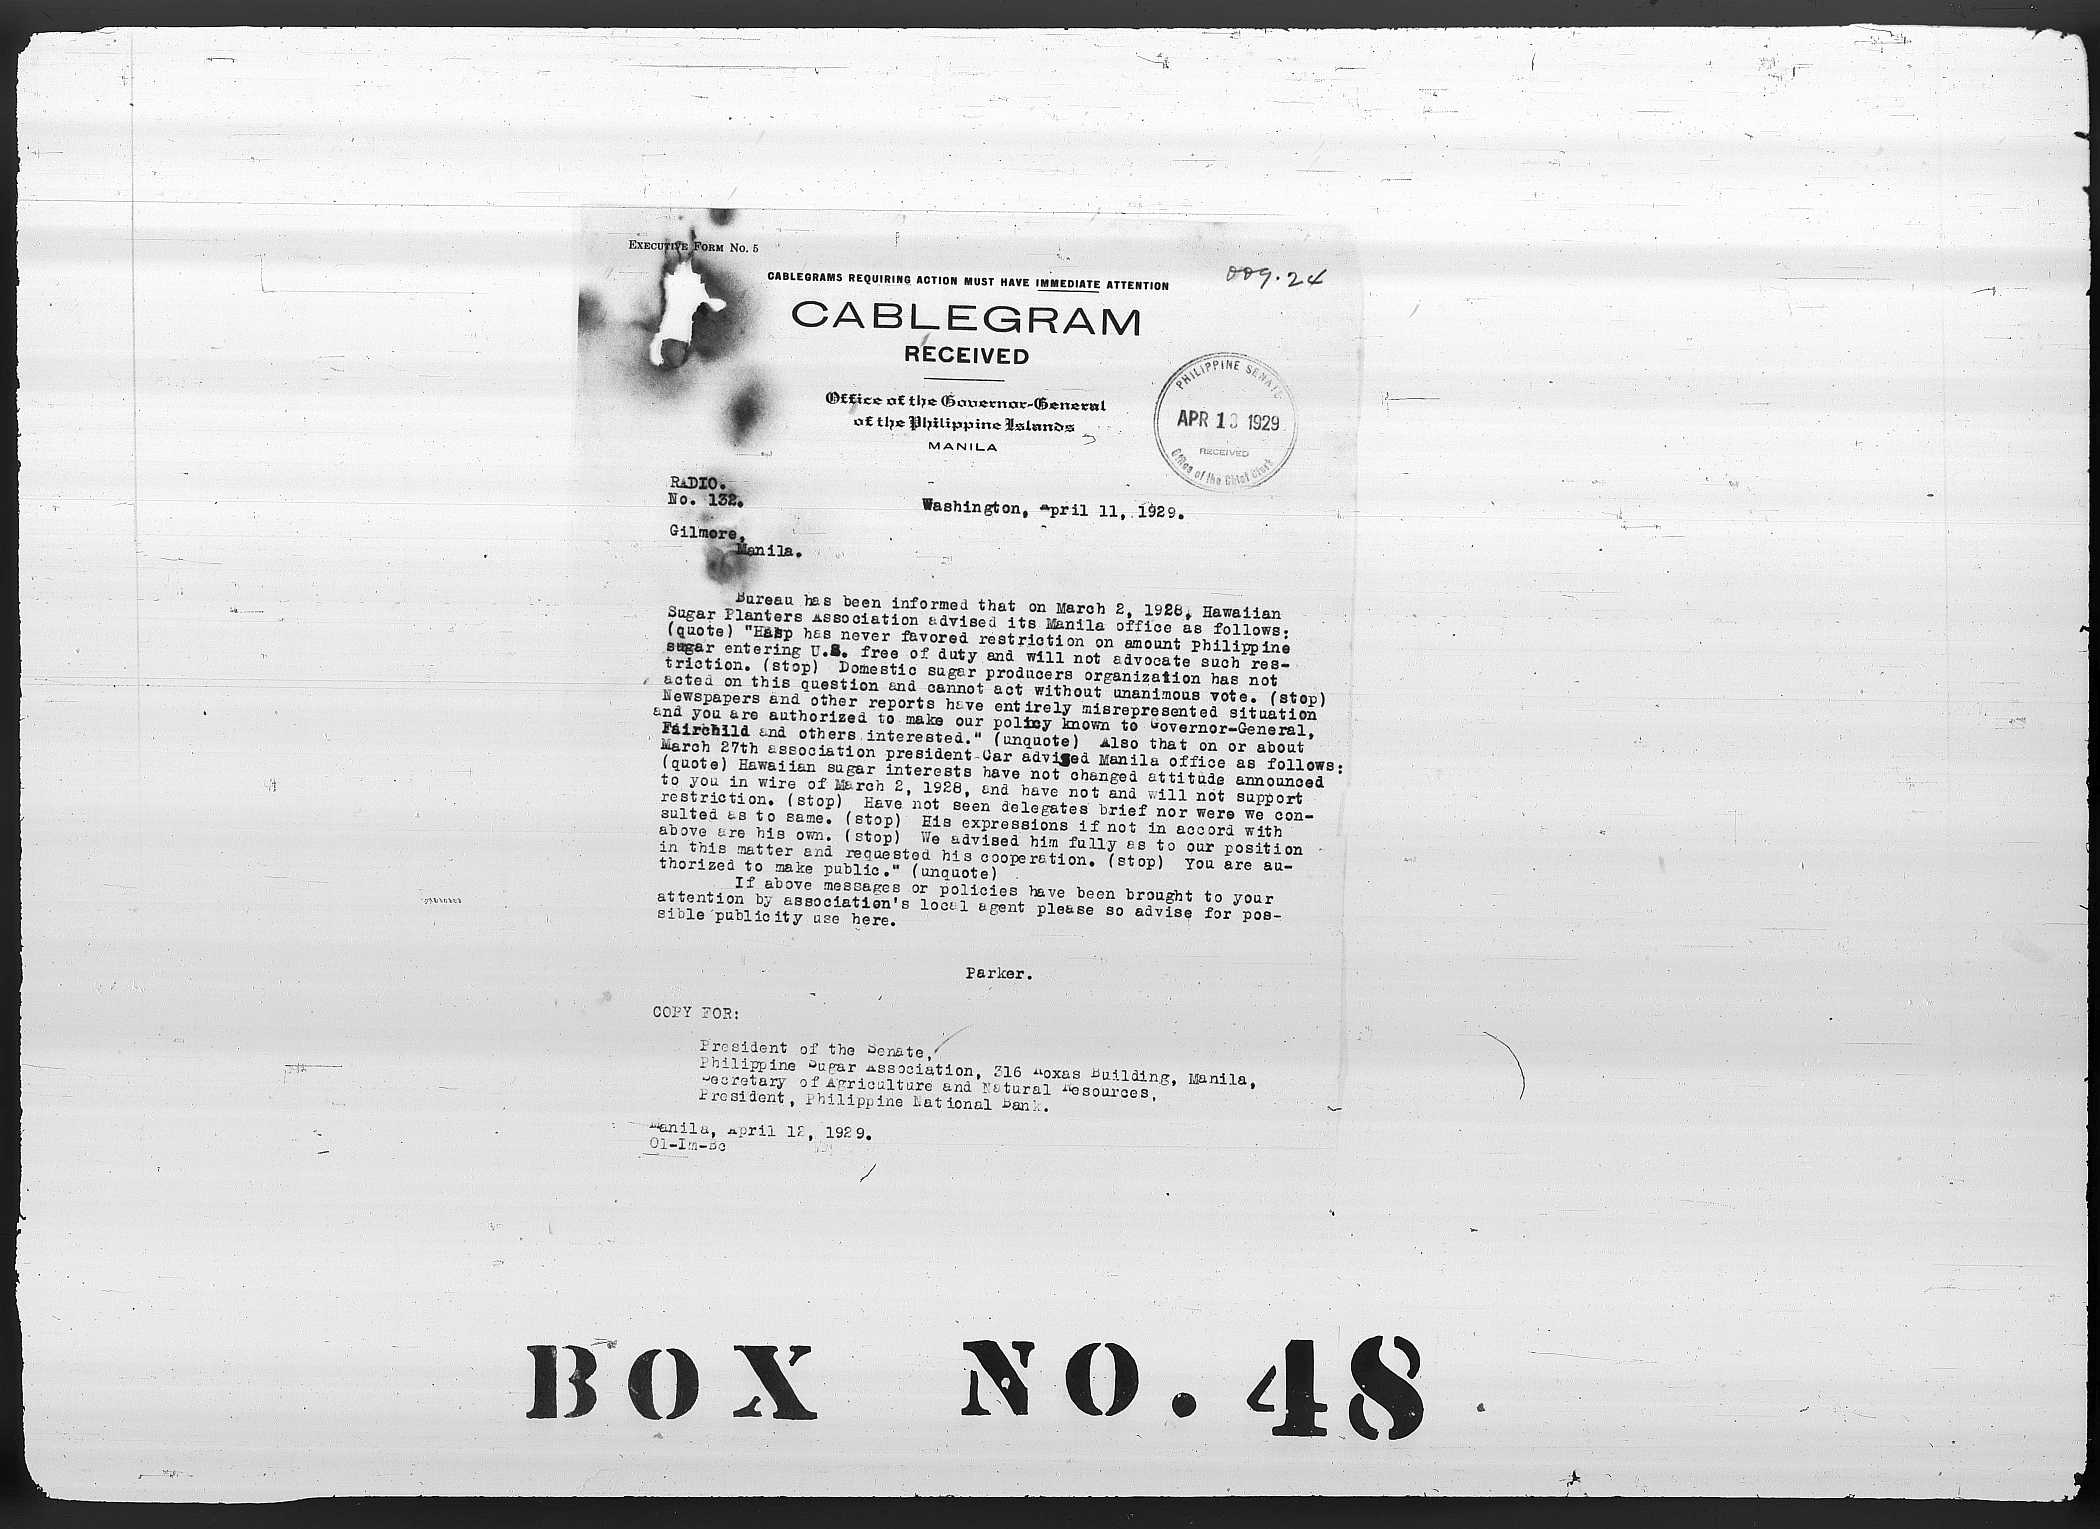 EXECUTIVE FORM NO. 5
009.24
CABLEGRAMS REQUIRING ACTION MUST HAVE IMMEDIATE ATTENTION
CABLEGRAM
RECEIVED
Office of the Governor-General
of the Philippine Islands
MANILA
PHILIPPINE SENATE
APR 13 1929
RECEIVED
Office of the Chief Clerk
RADIO.
No. 132.
Washington, April 11, 1929.
Gilmore,
Manila.
Bureau has been informed that on March 2, 1928, Hawaiian
Sugar Planters Association advised its Manila office as follows:
(quote) "Hasp has never favored restriction on amount Philippine
sugar entering U.S. free of duty and will not advocate such res-
triction. (stop) Domestic sugar producers organization has not
acted on this question and cannot act without unanimous vote. (stop)
Newspapers and other reports have entirely misrepresented situation
and you are authorized to make our policy known to Governor-General,
Fairchild and others interested." (unquote) Also that on or about
March 27th association president Car advised Manila office as follows:
(quote) Hawaiian sugar interests have not changed attitude announced
to you in wire of March 2, 1928, and have not and will not support
restriction. (stop) Have not seen delegates brief nor were we con-
sulted as to same. (stop) His expressions if not in accord with
above are his own. (stop) We advised him fully as to our position
in this matter and requested his cooperation. (stop) You are au-
thorized to make public." (unquote)
If above messages or policies have been brought to your
attention by association's local agent please so advise for pos-
sible publicity use here.
Parker.
COPY FOR:
President of the Senate,
Philippine Sugar Association, 316 Roxas Building, Manila,
Secretary of Agriculture and Natural Resources,
President, Philippine National Bank.
Manila, April 12, 1929.
Ol-Im-Bc
BOX NO. 48